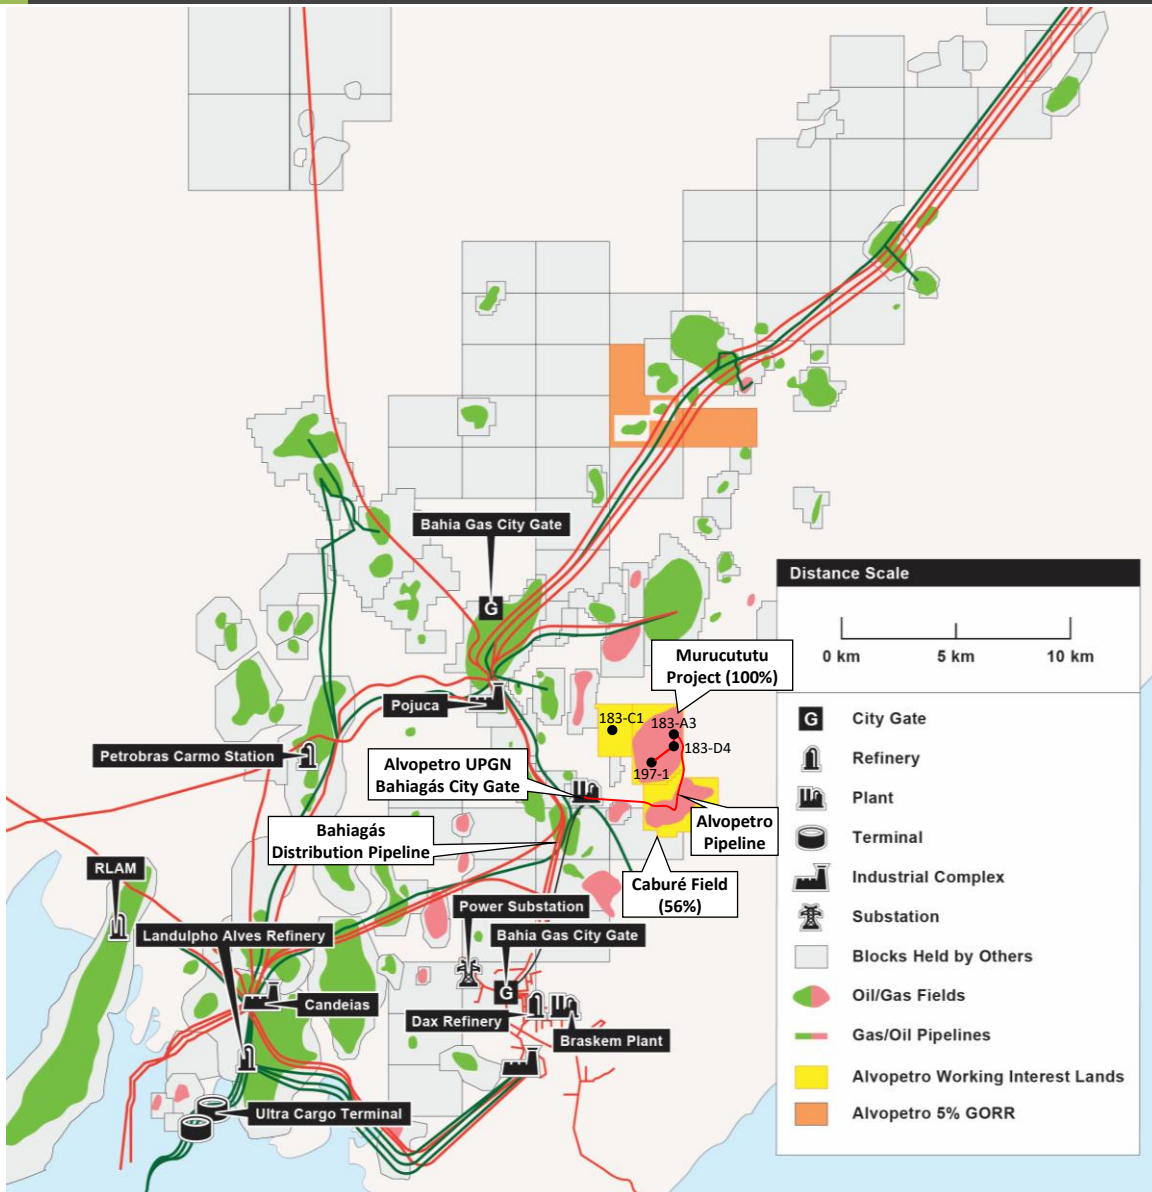 Bahia Gas City Gate
G
Distance Scale
0 km
5 km
10 km
Murucututu
Project (100%)
Pojuca
183-C1
183-A3
183-D4
197-1
Petrobras Carmo Station
Alvopetro UPGN
Bahiagás City Gate
Bahiagás
Distribution Pipeline
Alvopetro
Pipeline
Caburé Field
(56%)
RLAM
Power Substation
Landulpho Alves Refinery
Bahia Gas City Gate
G
Candeias
Dax Refinery
Braskem Plant
Ultra Cargo Terminal
G
City Gate
Refinery
Plant
Terminal
Industrial Complex
Substation
Blocks Held by Others
Oil/Gas Fields
Gas/Oil Pipelines
Alvopetro Working Interest Lands
Alvopetro 5% GORR